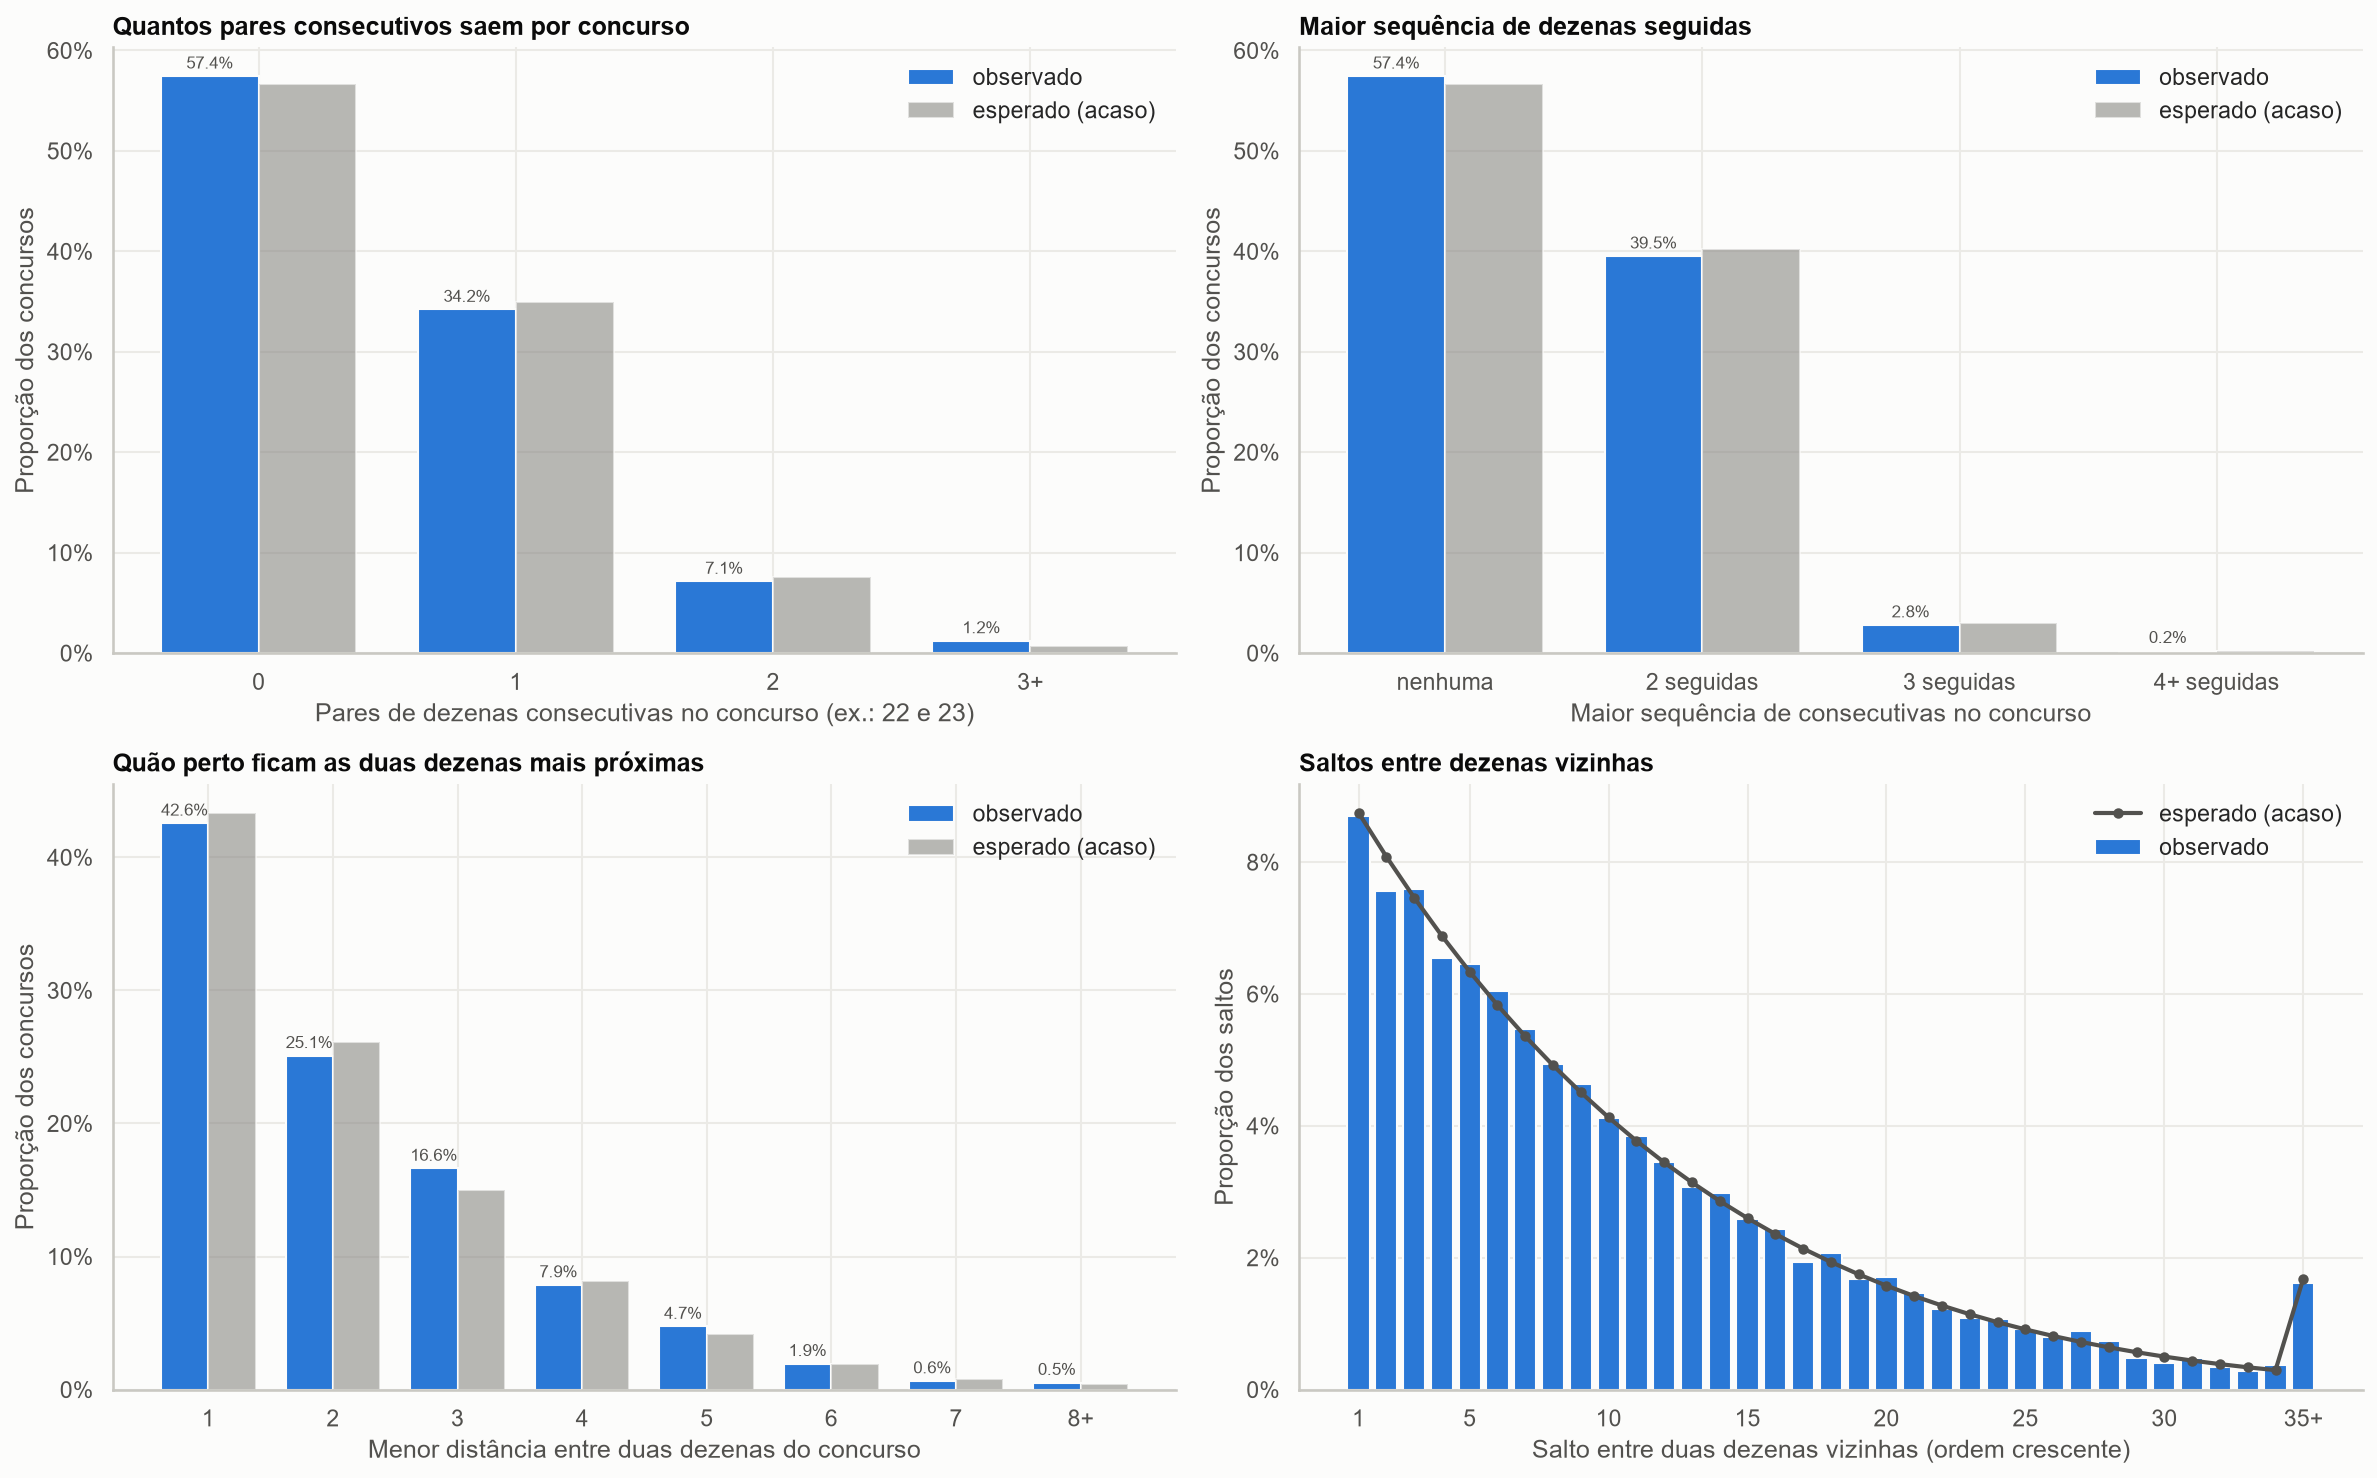 Quantos pares consecutivos saem por concurso
60%
50%
40%
30%
20%
10%
0%
Proporção dos concursos
57.4%
34.2%
7.1%
1.2%
observado
esperado (acaso)
0 1 2 3+
Pares de dezenas consecutivas no concurso (ex.: 22 e 23)
Maior sequência de dezenas seguidas
60%
50%
40%
30%
20%
10%
0%
Proporção dos concursos
57.4%
39.5%
2.8%
0.2%
observado
esperado (acaso)
nenhuma 2 seguidas 3 seguidas 4+ seguidas
Maior sequência de consecutivas no concurso
Quão perto ficam as duas dezenas mais próximas
40%
30%
20%
10%
0%
Proporção dos concursos
42.6%
25.1%
16.6%
7.9%
4.7%
1.9%
0.6%
0.5%
observado
esperado (acaso)
1 2 3 4 5 6 7 8+
Menor distância entre duas dezenas do concurso
Saltos entre dezenas vizinhas
8%
6%
4%
2%
0%
Proporção dos saltos
esperado (acaso)
observado
1 5 10 15 20 25 30 35+
Salto entre duas dezenas vizinhas (ordem crescente)